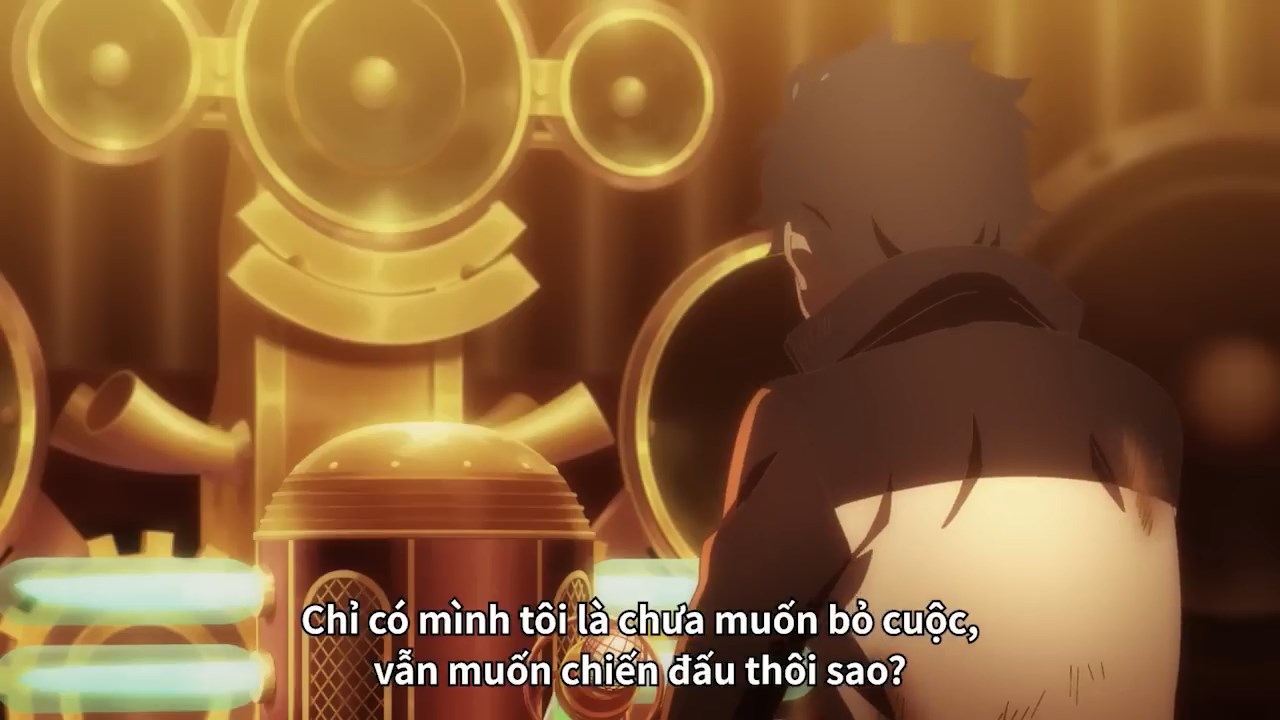 Chỉ có mình tôi là chưa muốn bỏ cuộc,
vẫn muốn chiến đấu thôi sao?